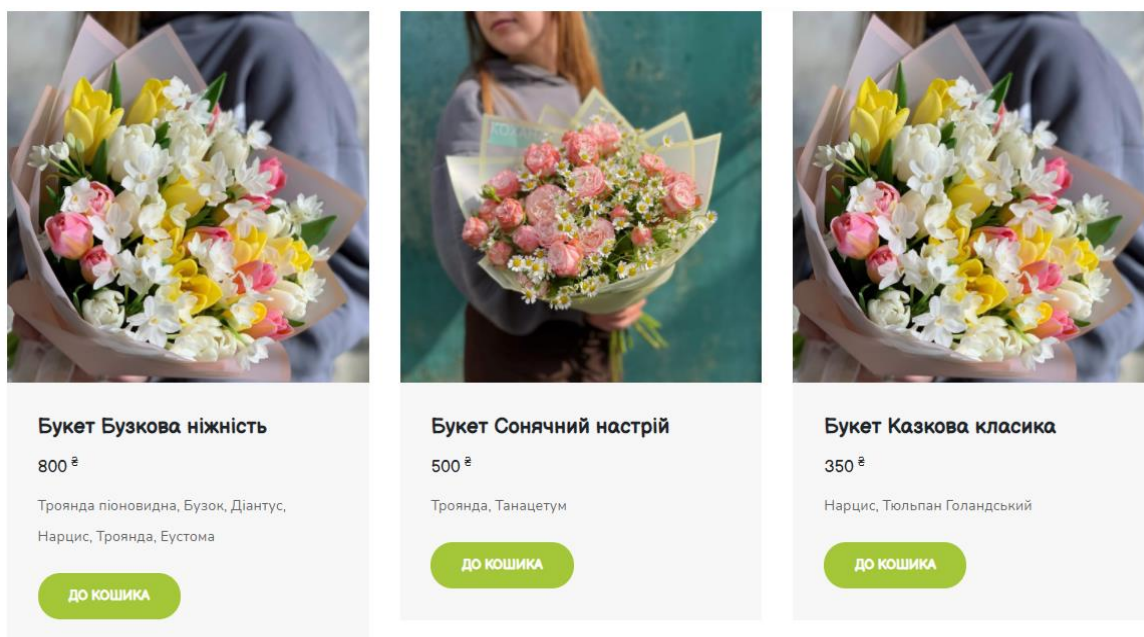 Букет Бузкова ніжність
800 ₴
Троянда піоновидна, Бузок, Діантус,
Нарцис, Троянда, Еустома
ДО КОШИКА
Букет Сонячний настрій
500 ₴
Троянда, Танацетум
ДО КОШИКА
Букет Казкова класика
350 ₴
Нарцис, Тюльпан Голандський
ДО КОШИКА